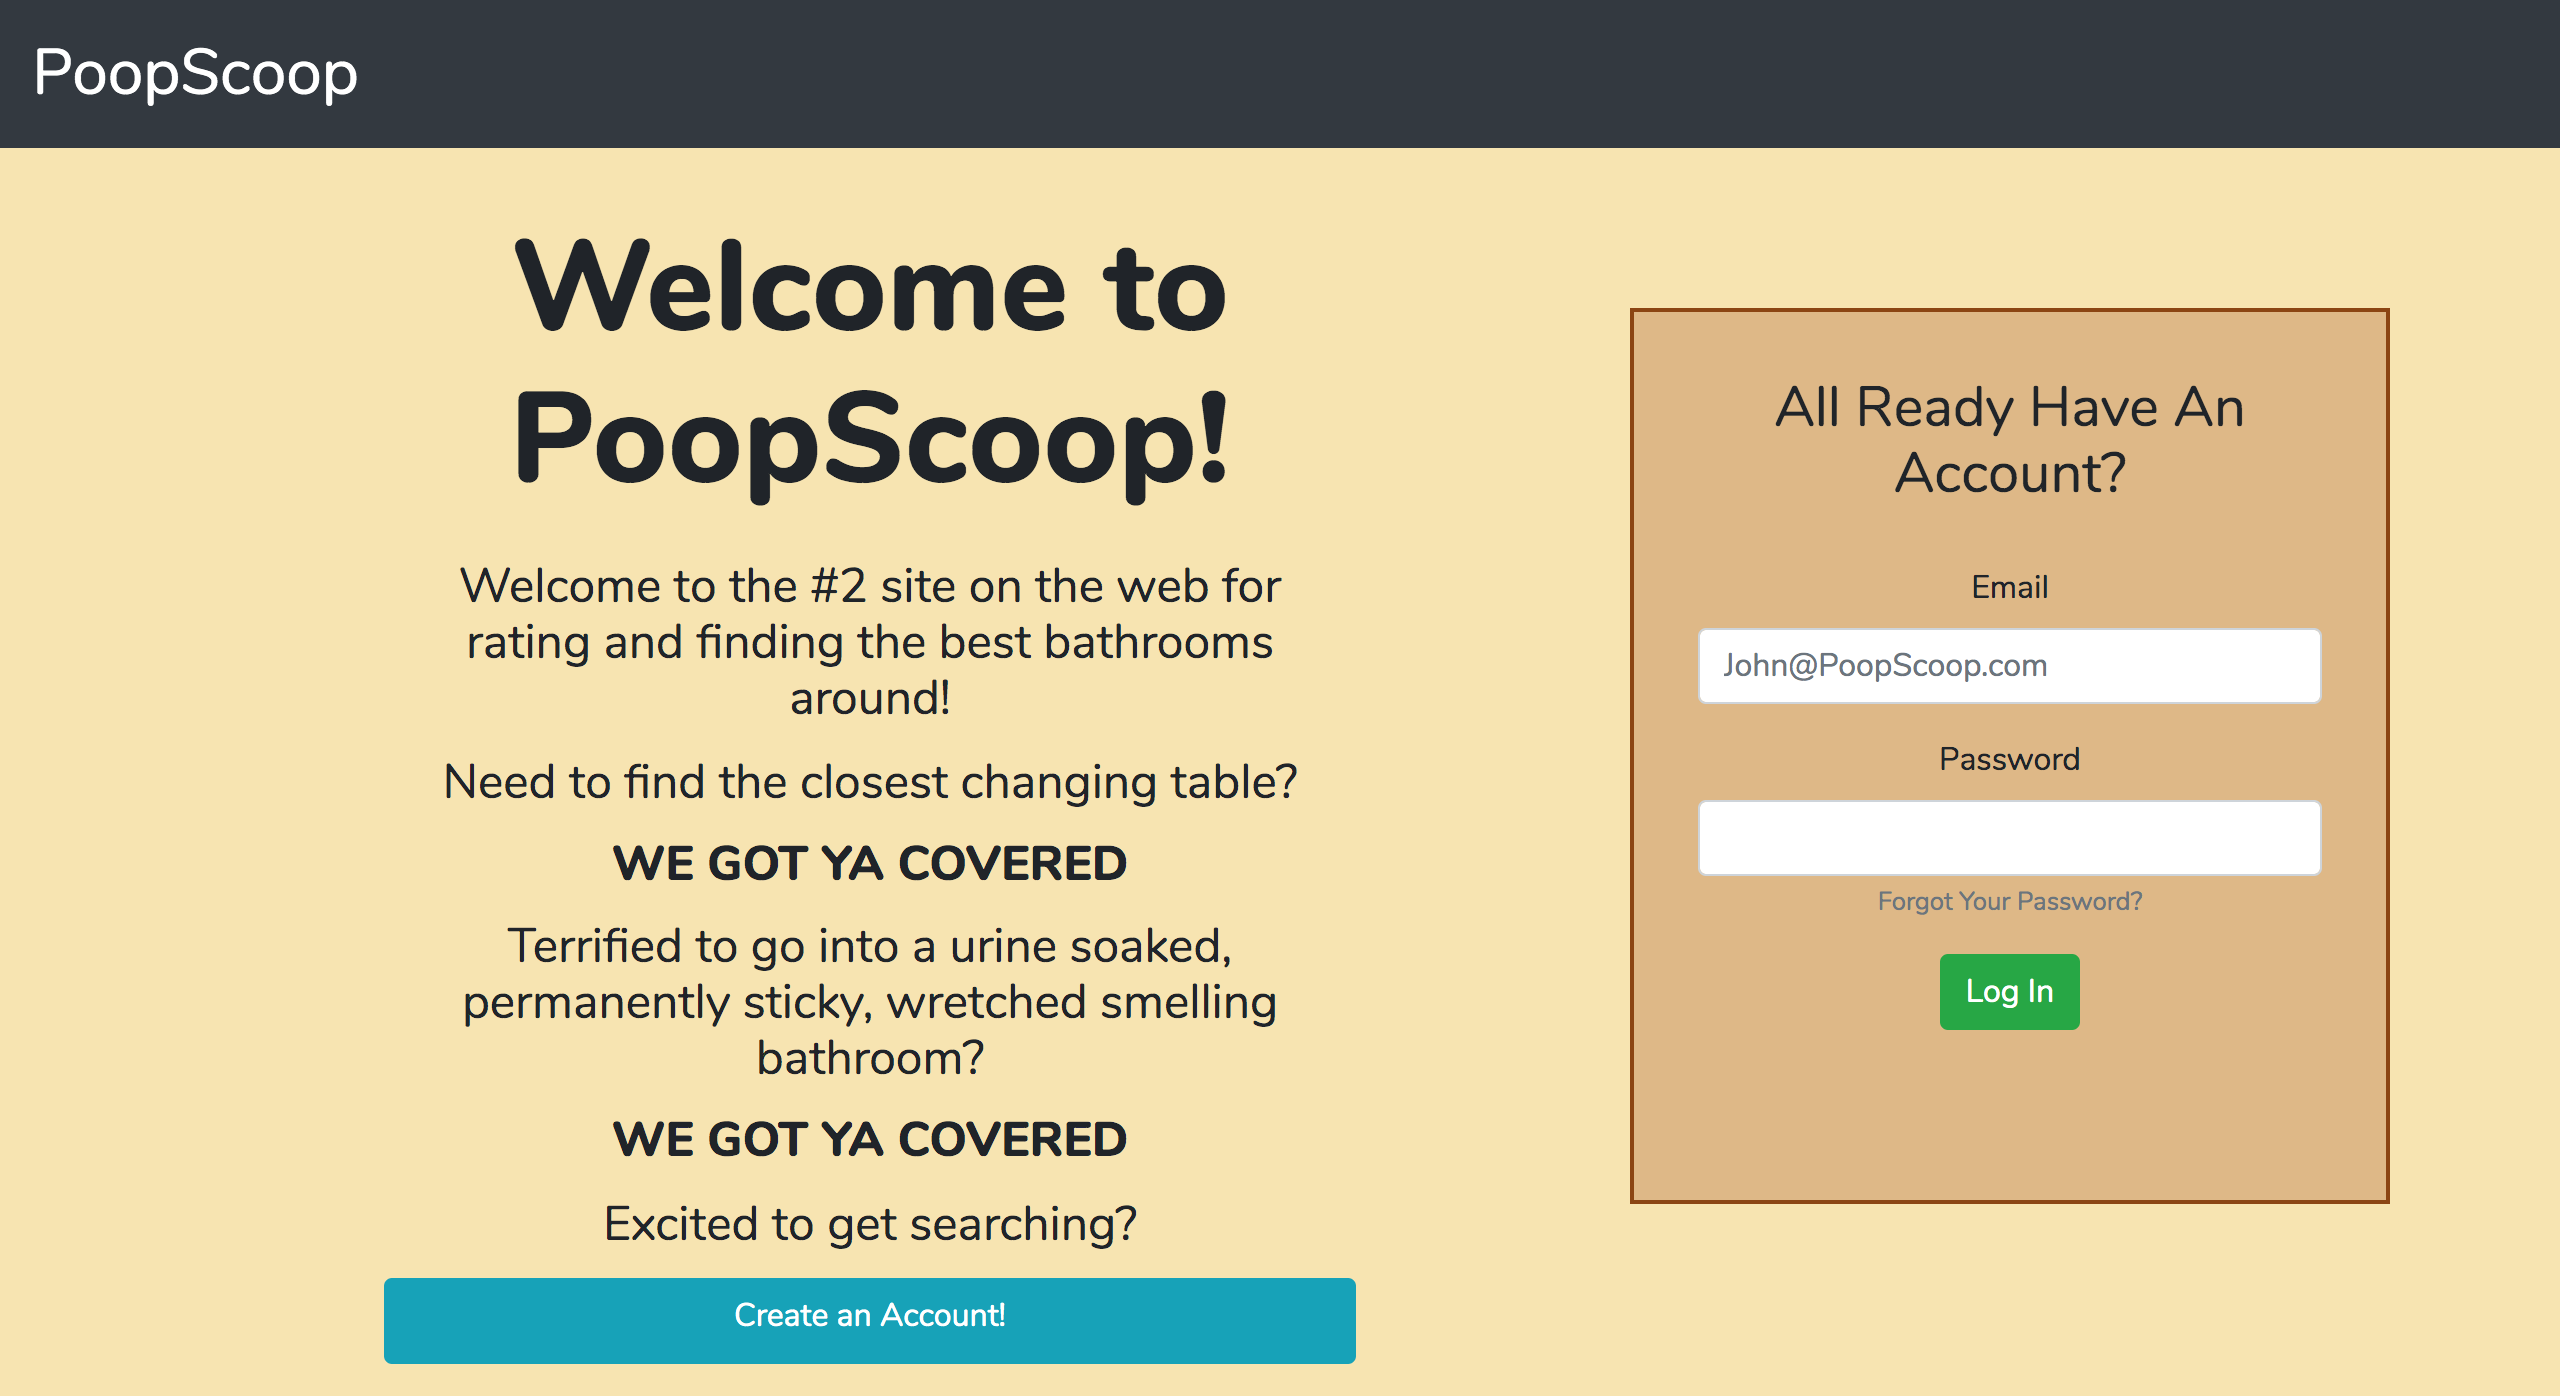 PoopScoop
Welcome to
PoopScoop!
Welcome to the #2 site on the web for
rating and finding the best bathrooms
around!
Need to find the closest changing table?
WE GOT YA COVERED
Terrified to go into a urine soaked,
permanently sticky, wretched smelling
bathroom?
WE GOT YA COVERED
Excited to get searching?
Create an Account!
All Ready Have An
Account?
Email
John@PoopScoop.com
Password
Forgot Your Password?
Log In